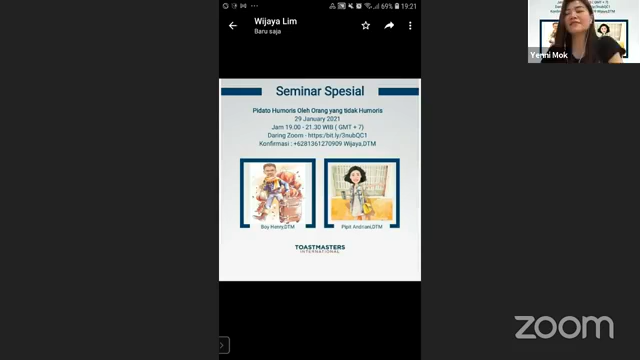 69% 19:21
Wijaya Lim
Baru saja
Seminar Spesial
Pidato Humoris Oleh Orang yang tidak Humoris
29 January 2021
Jam 19.00 - 21.30 WIB ( GMT + 7)
Daring Zoom - https:/bit.ly/3nubQC1
Konfirmasi : +6281361270909 Wijaya,DTM
Boy Henry,DTM
Pipit Andriani,DTM
TOASTMASTERS
INTERNATIONAL
Yenni Mok
zoom